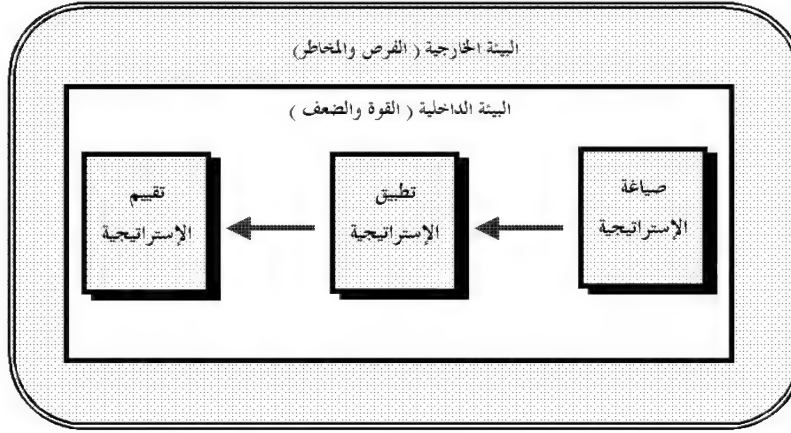 البيئة الخارجية ( الفرص والمخاطر)
البيئة الداخلية ( القوة والضعف )
صياغة
الإستراتيجية
تطبيق
الإستراتيجية
تقييم
الإستراتيجية